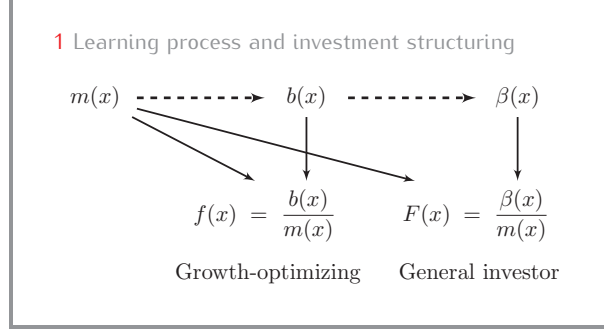 1 Learning process and investment structuring
m(x) b(x) β(x)
f(x) = b(x)/m(x) F(x) = β(x)/m(x)
Growth-optimizing General investor